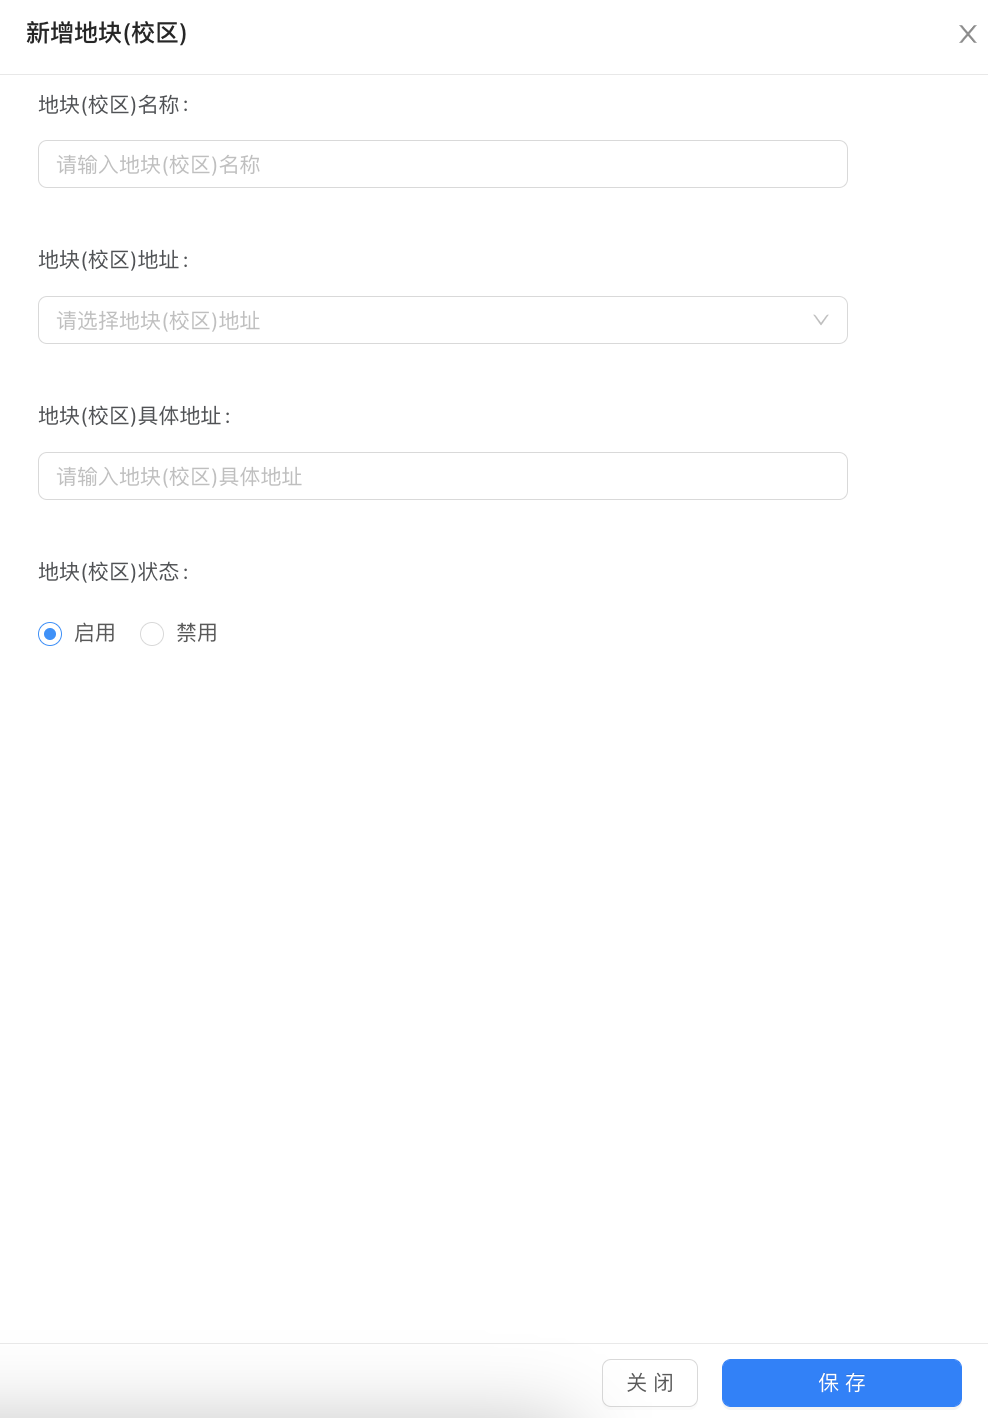 新增地块(校区)
地块(校区)名称:
请输入地块(校区)名称
地块(校区)地址:
请选择地块(校区)地址
地块(校区)具体地址:
请输入地块(校区)具体地址
地块(校区)状态:
启用 禁用
关 闭 保 存